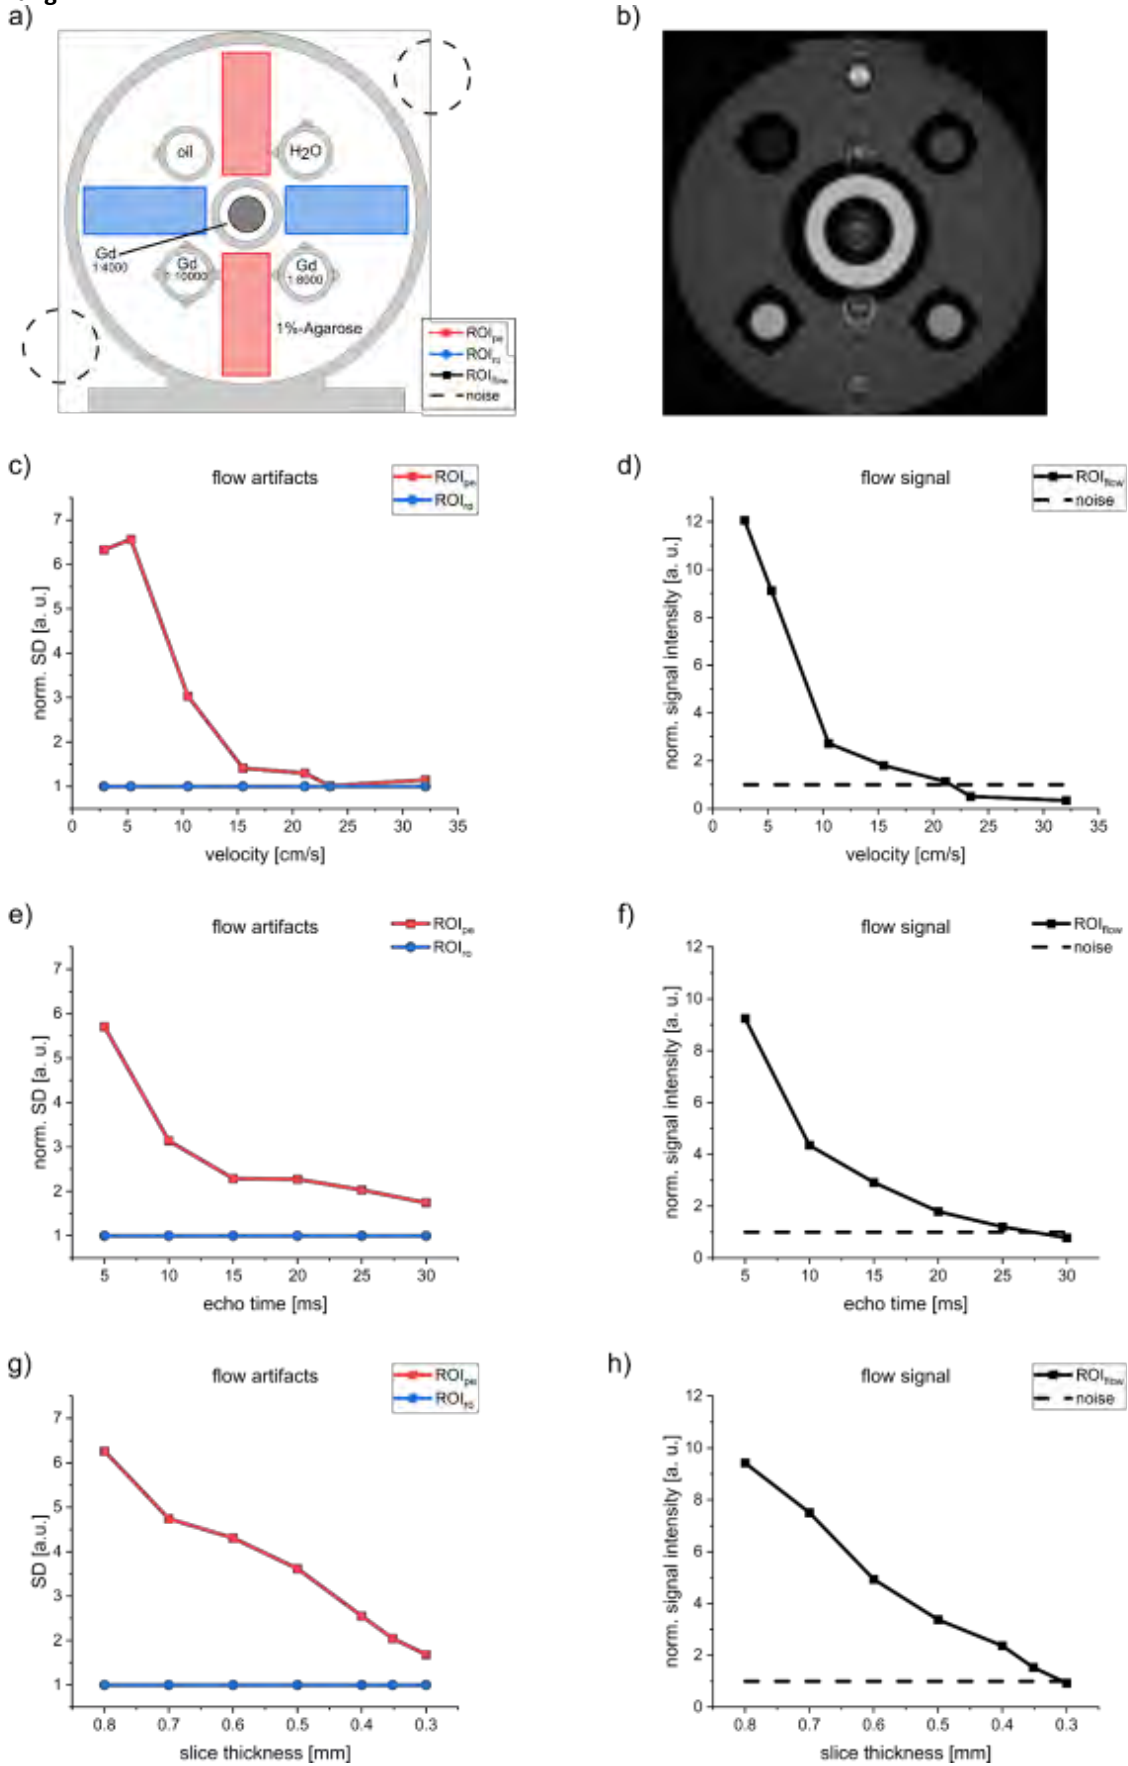 a)
b)
oil
H2O
Gd
1:4000
Gd
1:10000
Gd
1:8000
1%-Agarose
ROIpe
ROIro
ROIflow
noise
c)
flow artifacts
ROIpe
ROIro
norm. SD [a. u.]
7
6
5
4
3
2
1
0 5 10 15 20 25 30 35
velocity [cm/s]
d)
flow signal
ROIflow
noise
norm. signal intensity [a. u.]
12
10
8
6
4
2
0
0 5 10 15 20 25 30 35
velocity [cm/s]
e)
flow artifacts
ROIpe
ROIro
norm. SD [a. u.]
7
6
5
4
3
2
1
5 10 15 20 25 30
echo time [ms]
f)
flow signal
ROIflow
noise
norm. signal intensity [a. u.]
12
10
8
6
4
2
0
5 10 15 20 25 30
echo time [ms]
g)
flow artifacts
ROIpe
ROIro
SD [a.u.]
7
6
5
4
3
2
1
0.8 0.7 0.6 0.5 0.4 0.3
slice thickness [mm]
h)
flow signal
ROIflow
noise
norm. signal intensity [a. u.]
12
10
8
6
4
2
0
0.8 0.7 0.6 0.5 0.4 0.3
slice thickness [mm]